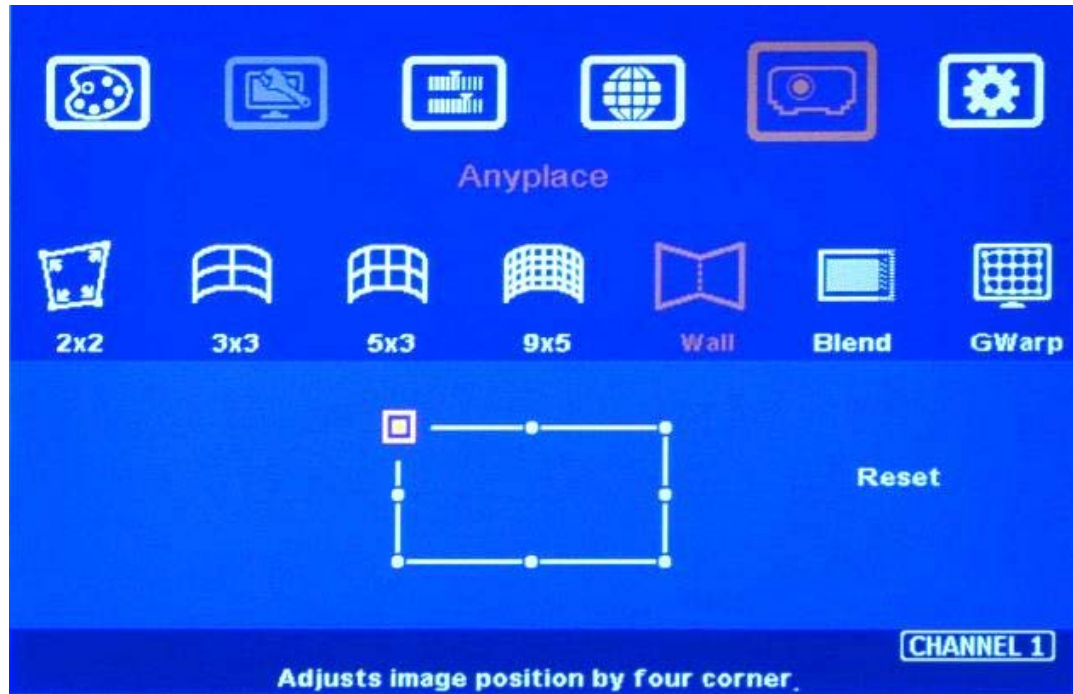 Anyplace
2x2 3x3 5x3 9x5 Wall Blend GWarp
Reset
CHANNEL 1
Adjusts image position by four corner.